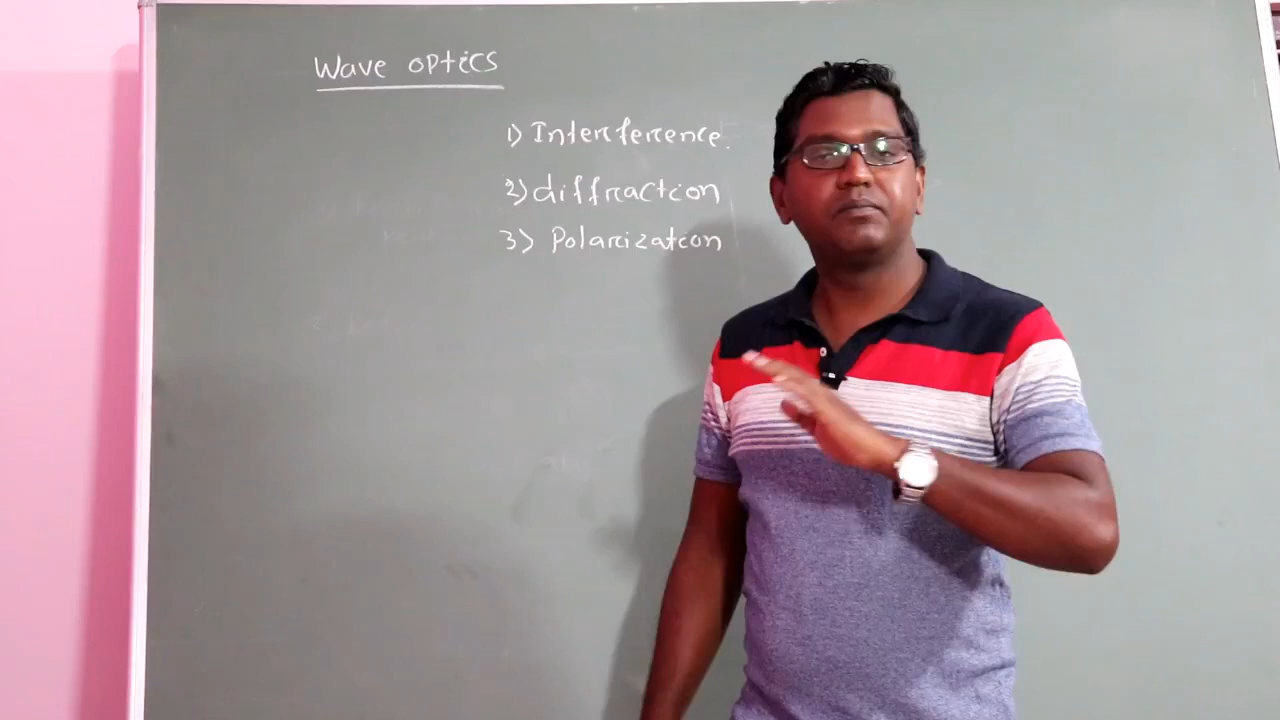 Wave optics
1) Interference.
2) diffraction
3) Polarization